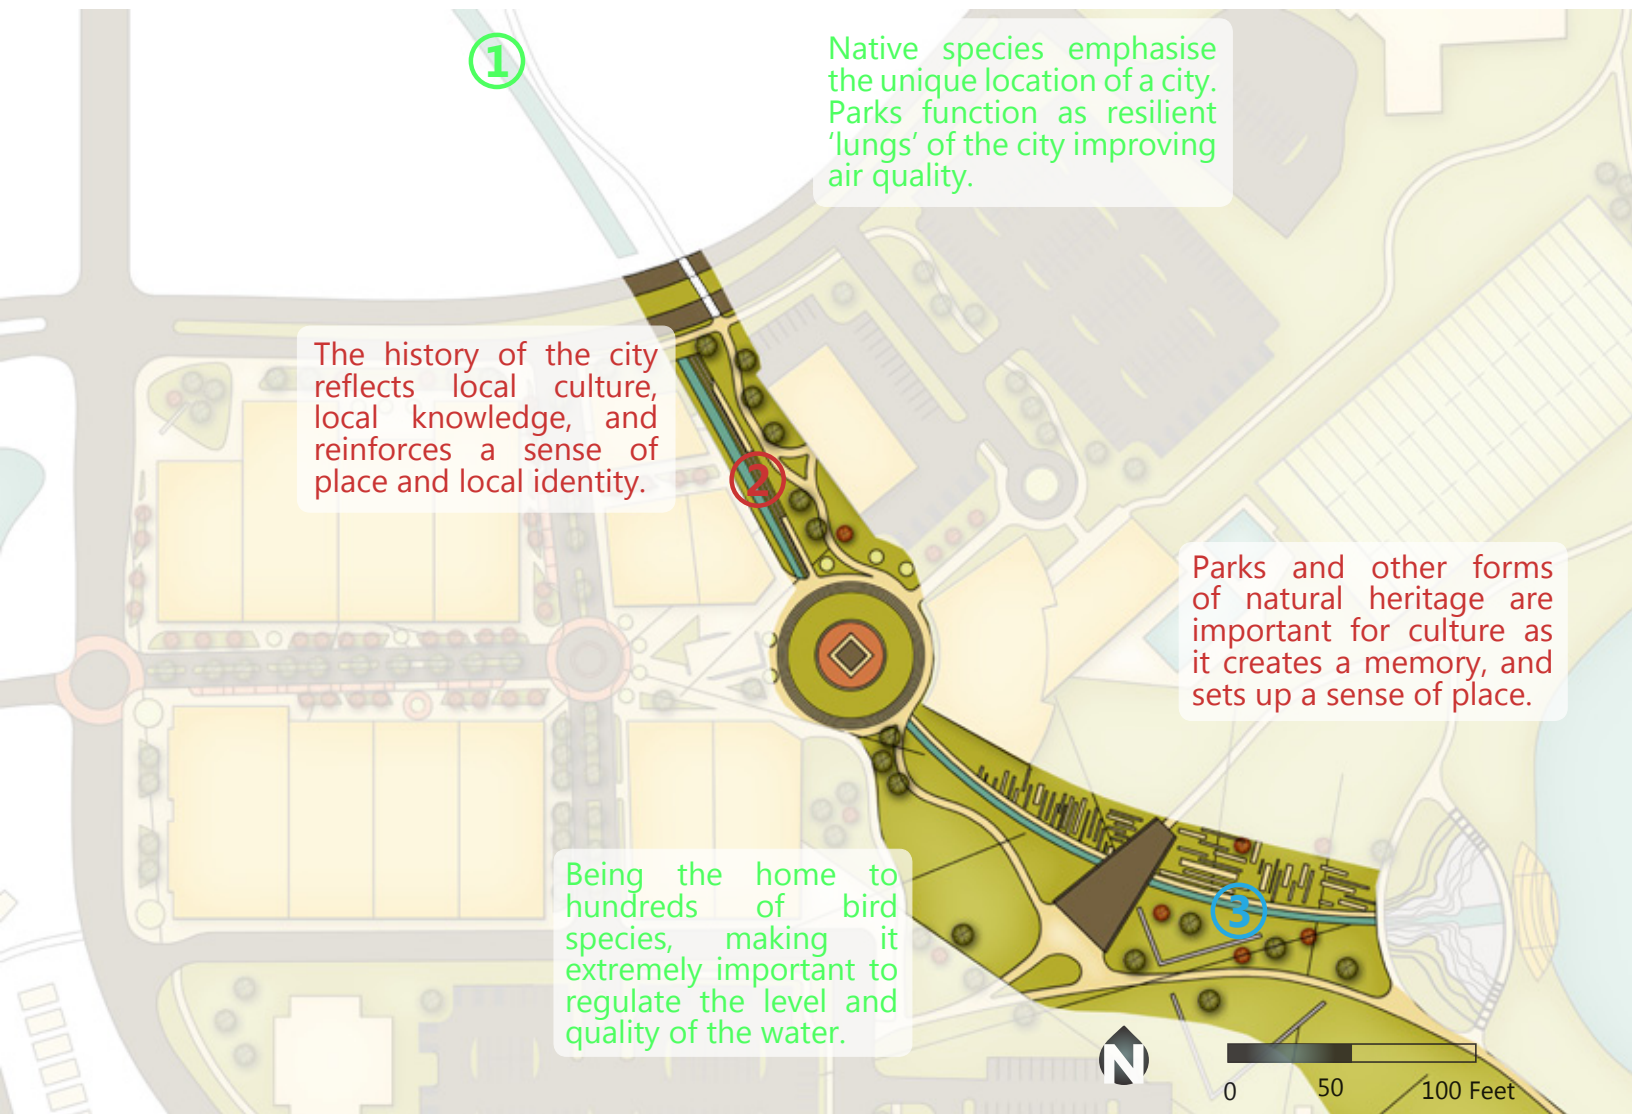 1
Native species emphasise
the unique location of a city.
Parks function as resilient
‘lungs’ of the city improving
air quality.
The history of the city
reflects local culture,
local knowledge, and
reinforces a sense of
place and local identity.
2
Parks and other forms
of natural heritage are
important for culture as
it creates a memory, and
sets up a sense of place.
Being the home to
hundreds of bird
species, making it
extremely important to
regulate the level and
quality of the water.
3
N
0 50 100 Feet